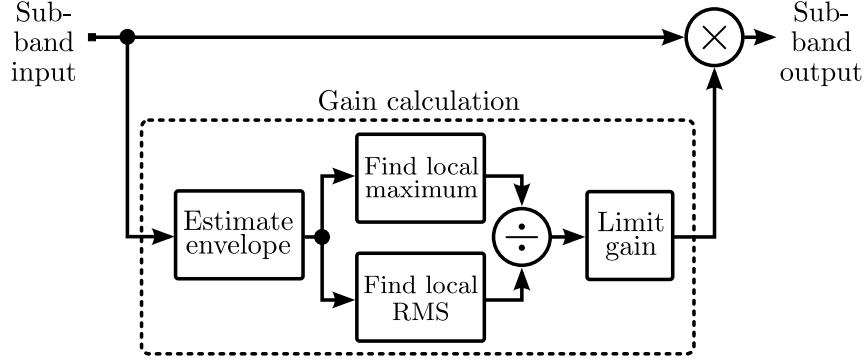 Sub-
band
input
Sub-
band
output
Gain calculation
Find local
maximum
Estimate
envelope
Limit
gain
Find local
RMS